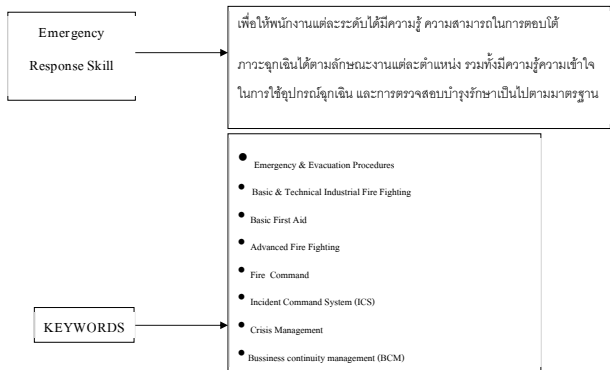 Emergency
Response Skill
เพื่อให้พนักงานแต่ละระดับได้มีความรู้ ความสามารถในการตอบโต้
ภาวะฉุกเฉินได้ตามลักษณะงานแต่ละตำแหน่ง รวมทั้งมีความรู้ความเข้าใจ
ในการใช้อุปกรณ์ฉุกเฉิน และการตรวจสอบบำรุงรักษาเป็นไปตามมาตรฐาน
KEYWORDS
• Emergency & Evacuation Procedures
• Basic & Technical Industrial Fire Fighting
• Basic First Aid
• Advanced Fire Fighting
• Fire Command
• Incident Command System (ICS)
• Crisis Management
• Bussiness continuity management (BCM)